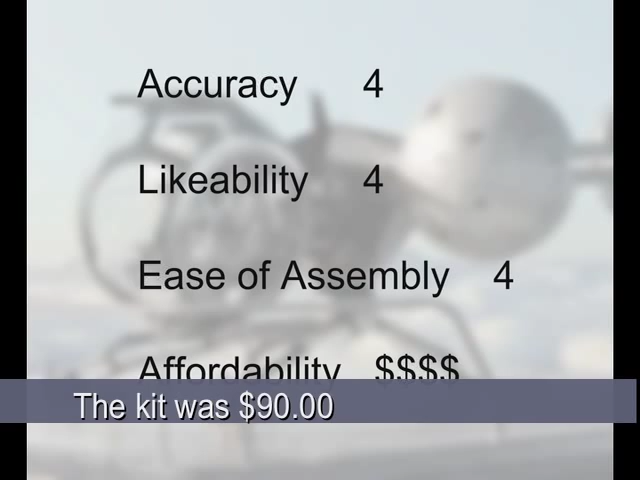 Accuracy 4
Likeability 4
Ease of Assembly 4
Affordability $$$$
The kit was $90.00